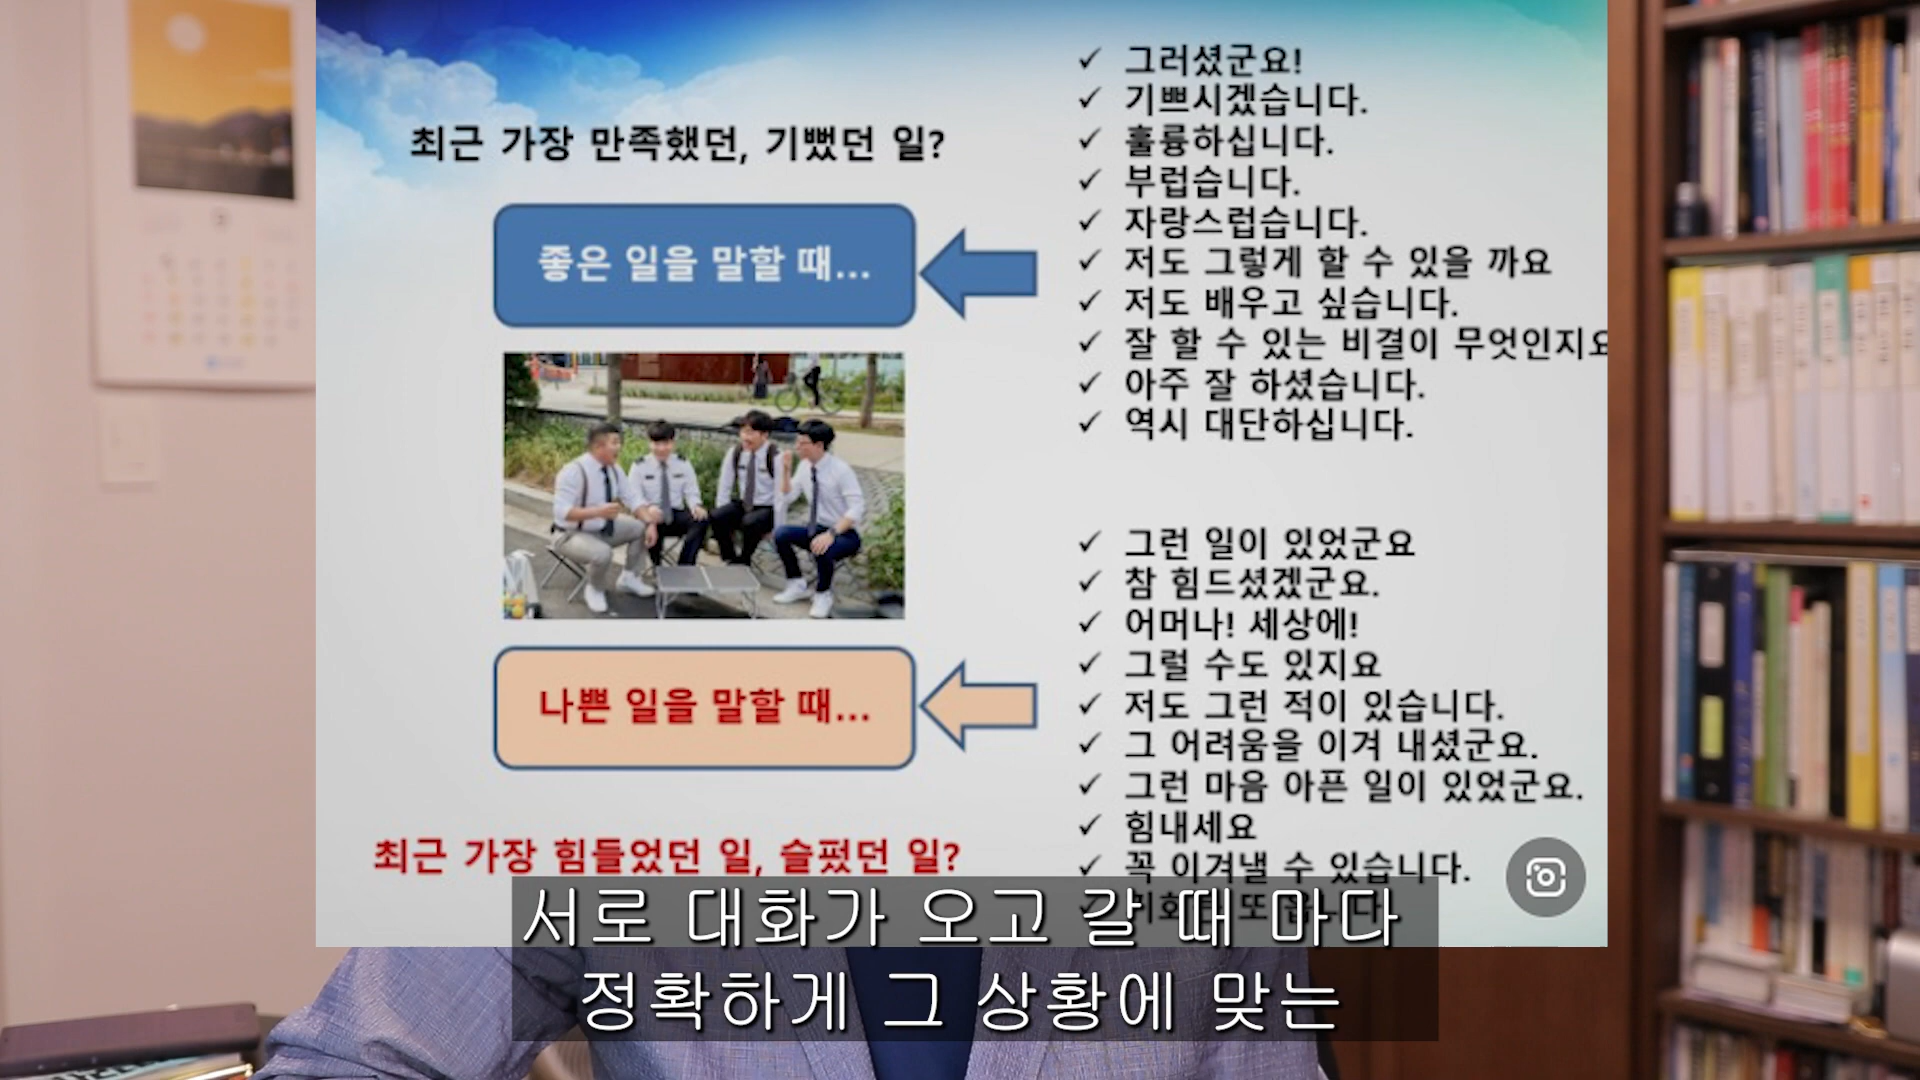 최근 가장 만족했던, 기뻤던 일?
좋은 일을 말할 때...
그러셨군요!
기쁘시겠습니다.
훌륭하십니다.
부럽습니다.
자랑스럽습니다.
저도 그렇게 할 수 있을 까요
저도 배우고 싶습니다.
잘 할 수 있는 비결이 무엇인지요
아주 잘 하셨습니다.
역시 대단하십니다.
나쁜 일을 말할 때...
최근 가장 힘들었던 일, 슬펐던 일?
그런 일이 있었군요
참 힘드셨겠군요.
어머나! 세상에!
그럴 수도 있지요
저도 그런 적이 있습니다.
그 어려움을 이겨 내셨군요.
그런 마음 아픈 일이 있었군요.
힘내세요
꼭 이겨낼 수 있습니다.
또
서로 대화가 오고 갈 때 마다
정확하게 그 상황에 맞는